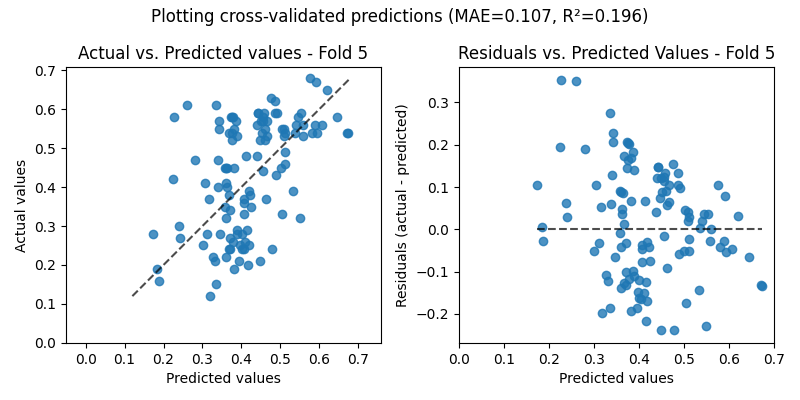 Plotting cross-validated predictions (MAE=0.107, R²=0.196)
Actual vs. Predicted values - Fold 5
Actual values
0.7
0.6
0.5
0.4
0.3
0.2
0.1
0.0
0.0 0.1 0.2 0.3 0.4 0.5 0.6 0.7
Predicted values
Residuals vs. Predicted Values - Fold 5
Residuals (actual - predicted)
0.3
0.2
0.1
0.0
−0.1
−0.2
0.0 0.1 0.2 0.3 0.4 0.5 0.6 0.7
Predicted values